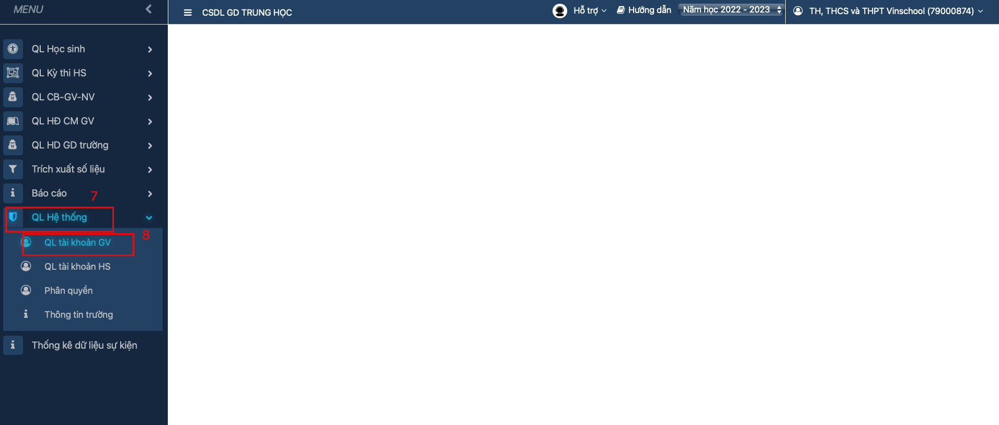 MENU
CSDL GD TRUNG HỌC
Hỗ trợ
Hướng dẫn
Năm học 2022 - 2023
TH, THCS và THPT Vinschool (79000874)
QL Học sinh
QL Kỳ thi HS
QL CB-GV-NV
QL HĐ CM GV
QL HD GD trường
Trích xuất số liệu
Báo cáo
7
QL Hệ thống
8
QL tài khoản GV
QL tài khoản HS
Phân quyền
Thông tin trường
Thống kê dữ liệu sự kiện